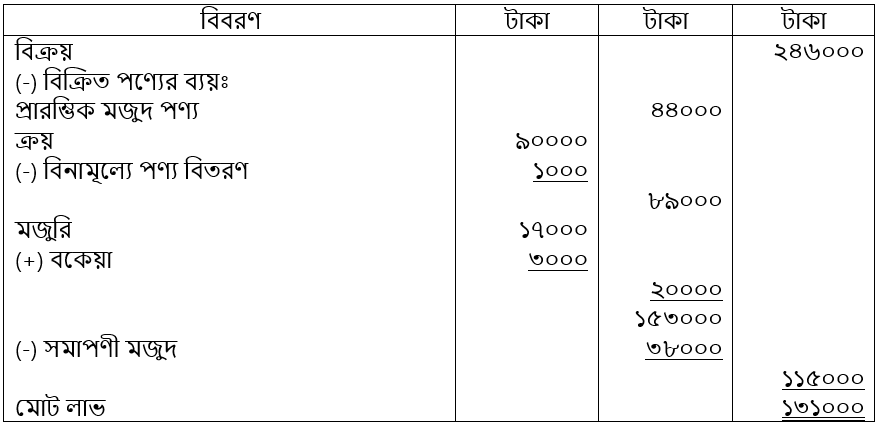 বিবরণ টাকা টাকা টাকা
বিক্রয় ২৪৬০০০
(-) বিক্রিত পণ্যের ব্যয়ঃ
প্রারম্ভিক মজুদ পণ্য ৪৪০০০
ক্রয় ৯০০০০
(-) বিনামূল্যে পণ্য বিতরণ ১০০০
৮৯০০০
মজুরি ১৭০০০
(+) বকেয়া ৩০০০
২০০০০
১৫৩০০০
(-) সমাপণী মজুদ ৩৮০০০
১১৫০০০
মোট লাভ ১৩১০০০